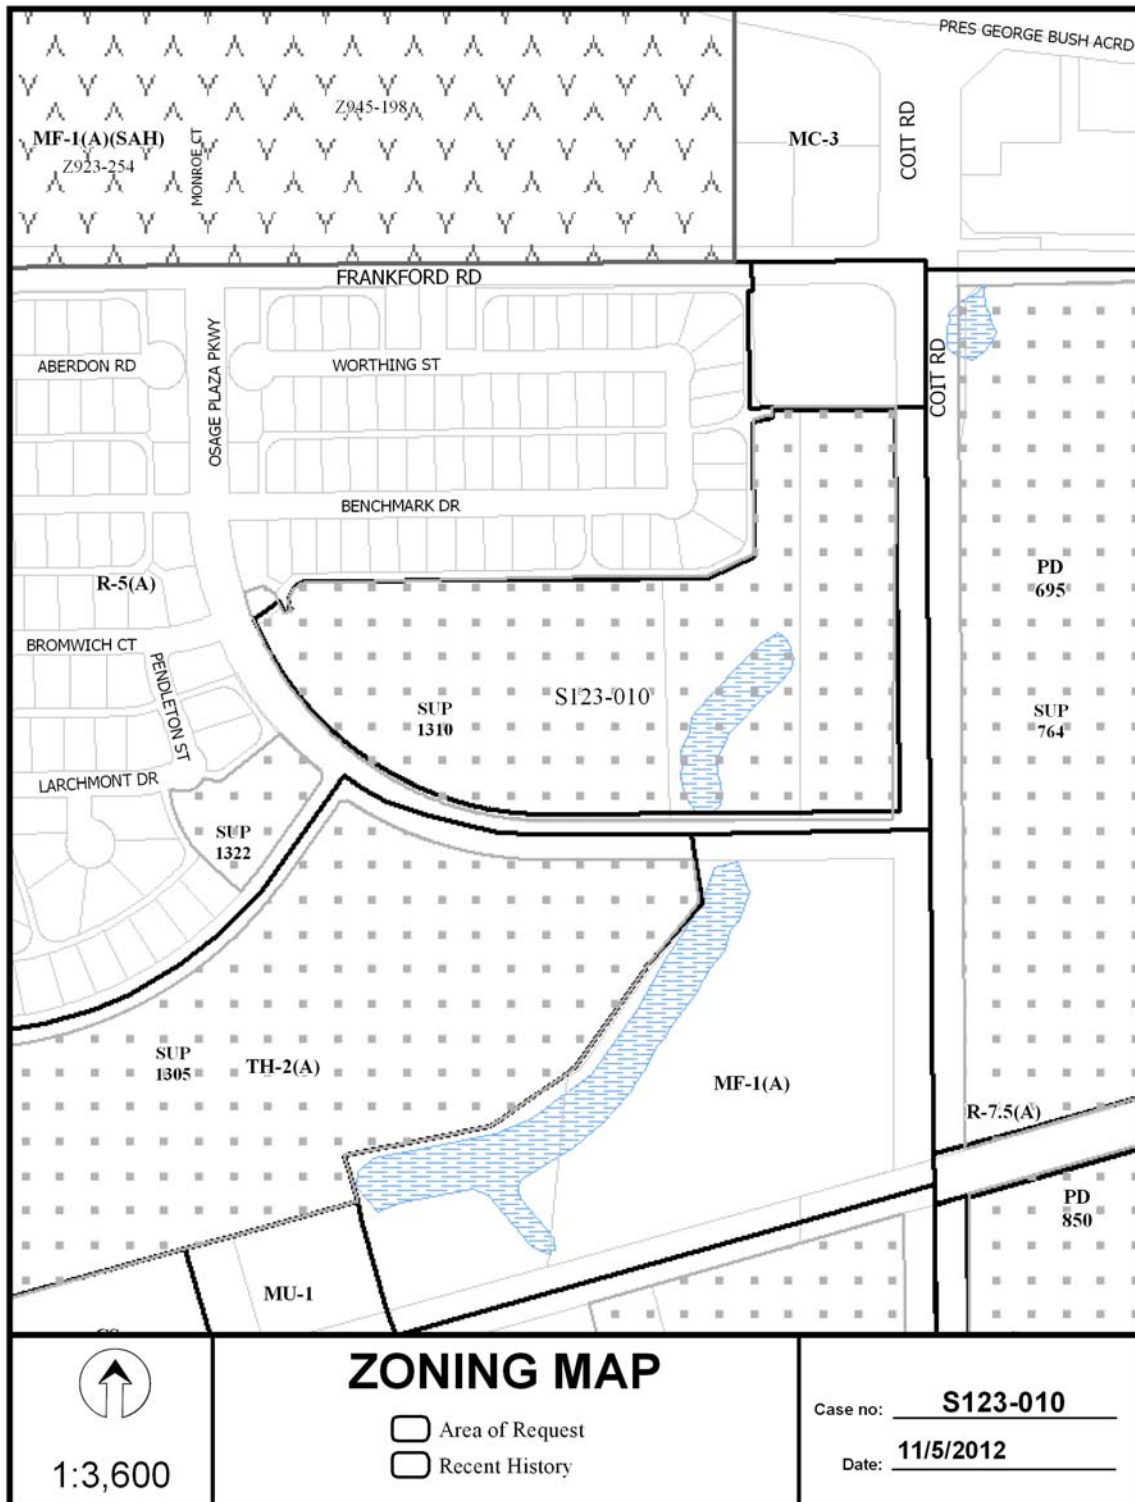 PRES GEORGE BUSH ACRD
Z945-198
MF-1(A)(SAH)
Z923-254
MONROE CT
MC-3
COIT RD
FRANKFORD RD
ABERDON RD
OSAGE PLAZA PKWY
WORTHING ST
COIT RD
BENCHMARK DR
R-5(A)
PD
695
BROMWICH CT
PENDLETON ST
S123-010
SUP
1310
SUP
764
LARCHMONT DR
SUP
1322
SUP
1305
TH-2(A)
MF-1(A)
R-7.5(A)
PD
850
MU-1
ZONING MAP
Area of Request
Recent History
1:3,600
Case no: S123-010
Date: 11/5/2012